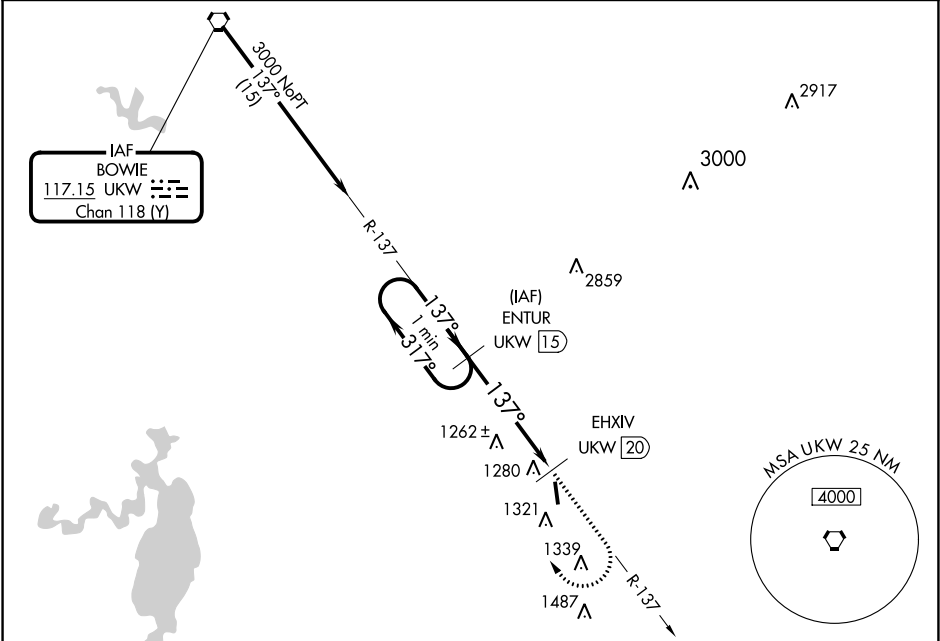 3000 NoPT
137°
(15)
2917
IAF
BOWIE
117.15 UKW
Chan 118 (Y)
3000
R-137
2859
(IAF)
ENTUR
UKW 15
137°
1 min
317°
137°
EHXIV
UKW 20
1262 ±
1280
MSA UKW 25 NM
4000
1321
1339
1487
R-137